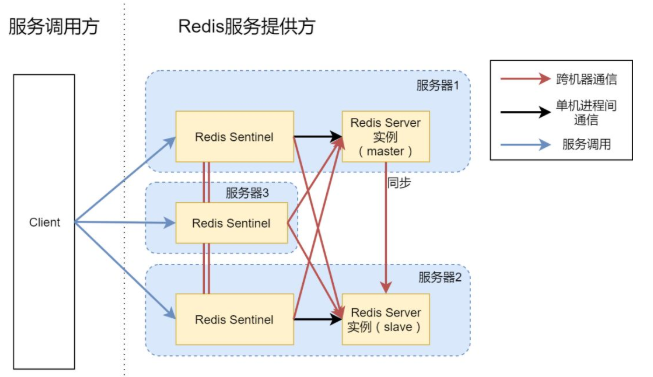 服务调用方
Redis服务提供方
服务器1
Redis Sentinel
Redis Server
实例
（master）
同步
服务器3
Redis Sentinel
Client
服务器2
Redis Sentinel
Redis Server
实例（slave）
跨机器通信
单机进程间
通信
服务调用